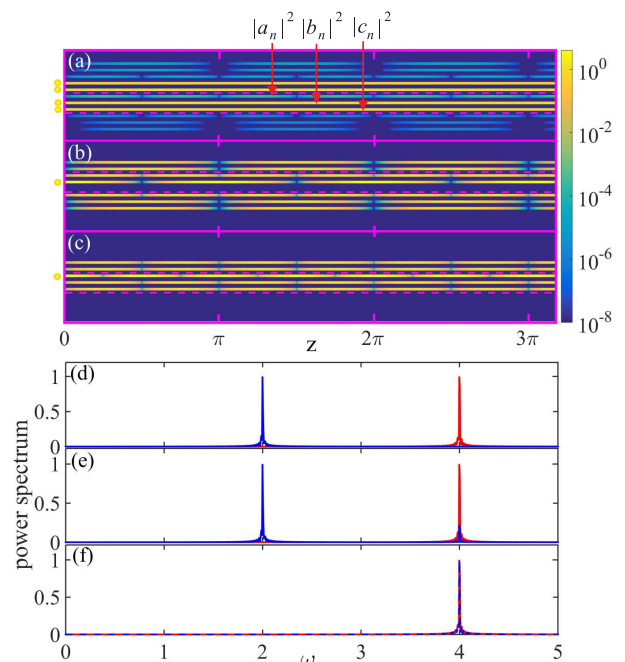 |a_n|^2 |b_n|^2 |c_n|^2
(a)
10^0
10^-2
(b)
10^-4
(c)
10^-6
10^-8
0 π 2π 3π
z
(d)
1
0.5
0
(e)
1
0.5
0
(f)
1
0.5
0
power spectrum
0 1 2 3 4 5